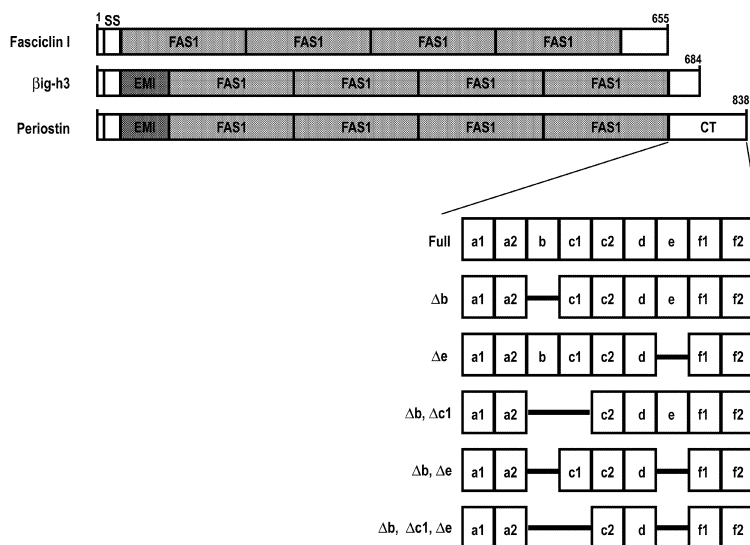 1 SS 655
Fasciclin I FAS1 FAS1 FAS1 FAS1
684
βig-h3 EMI FAS1 FAS1 FAS1 FAS1
838
Periostin EMI FAS1 FAS1 FAS1 FAS1 CT
Full a1 a2 b c1 c2 d e f1 f2
Δb a1 a2 c1 c2 d e f1 f2
Δe a1 a2 b c1 c2 d f1 f2
Δb, Δc1 a1 a2 c2 d e f1 f2
Δb, Δe a1 a2 c1 c2 d f1 f2
Δb, Δc1, Δe a1 a2 c2 d f1 f2